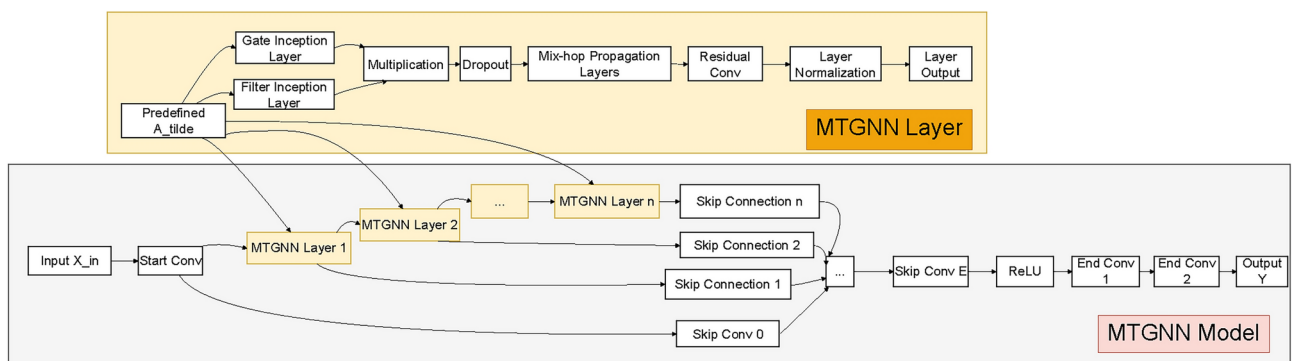 Gate Inception
Layer
Filter Inception
Layer
Predefined
A_tilde
Multiplication
Dropout
Mix-hop Propagation
Layers
Residual
Conv
Layer
Normalization
Layer
Output
MTGNN Layer
Input X_in
Start Conv
MTGNN Layer 1
MTGNN Layer 2
...
MTGNN Layer n
Skip Connection n
Skip Connection 2
Skip Connection 1
Skip Conv 0
...
Skip Conv E
ReLU
End Conv
1
End Conv
2
Output
Y
MTGNN Model